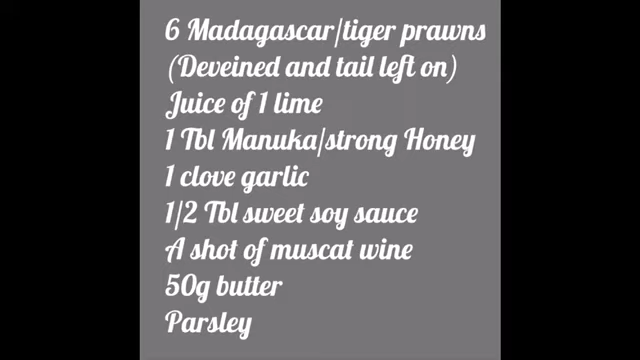 6 Madagascar/tiger prawns
(Deveined and tail left on)
Juice of 1 lime
1 Tbl Manuka/strong Honey
1 clove garlic
1/2 Tbl sweet soy sauce
A shot of muscat wine
50g butter
Parsley